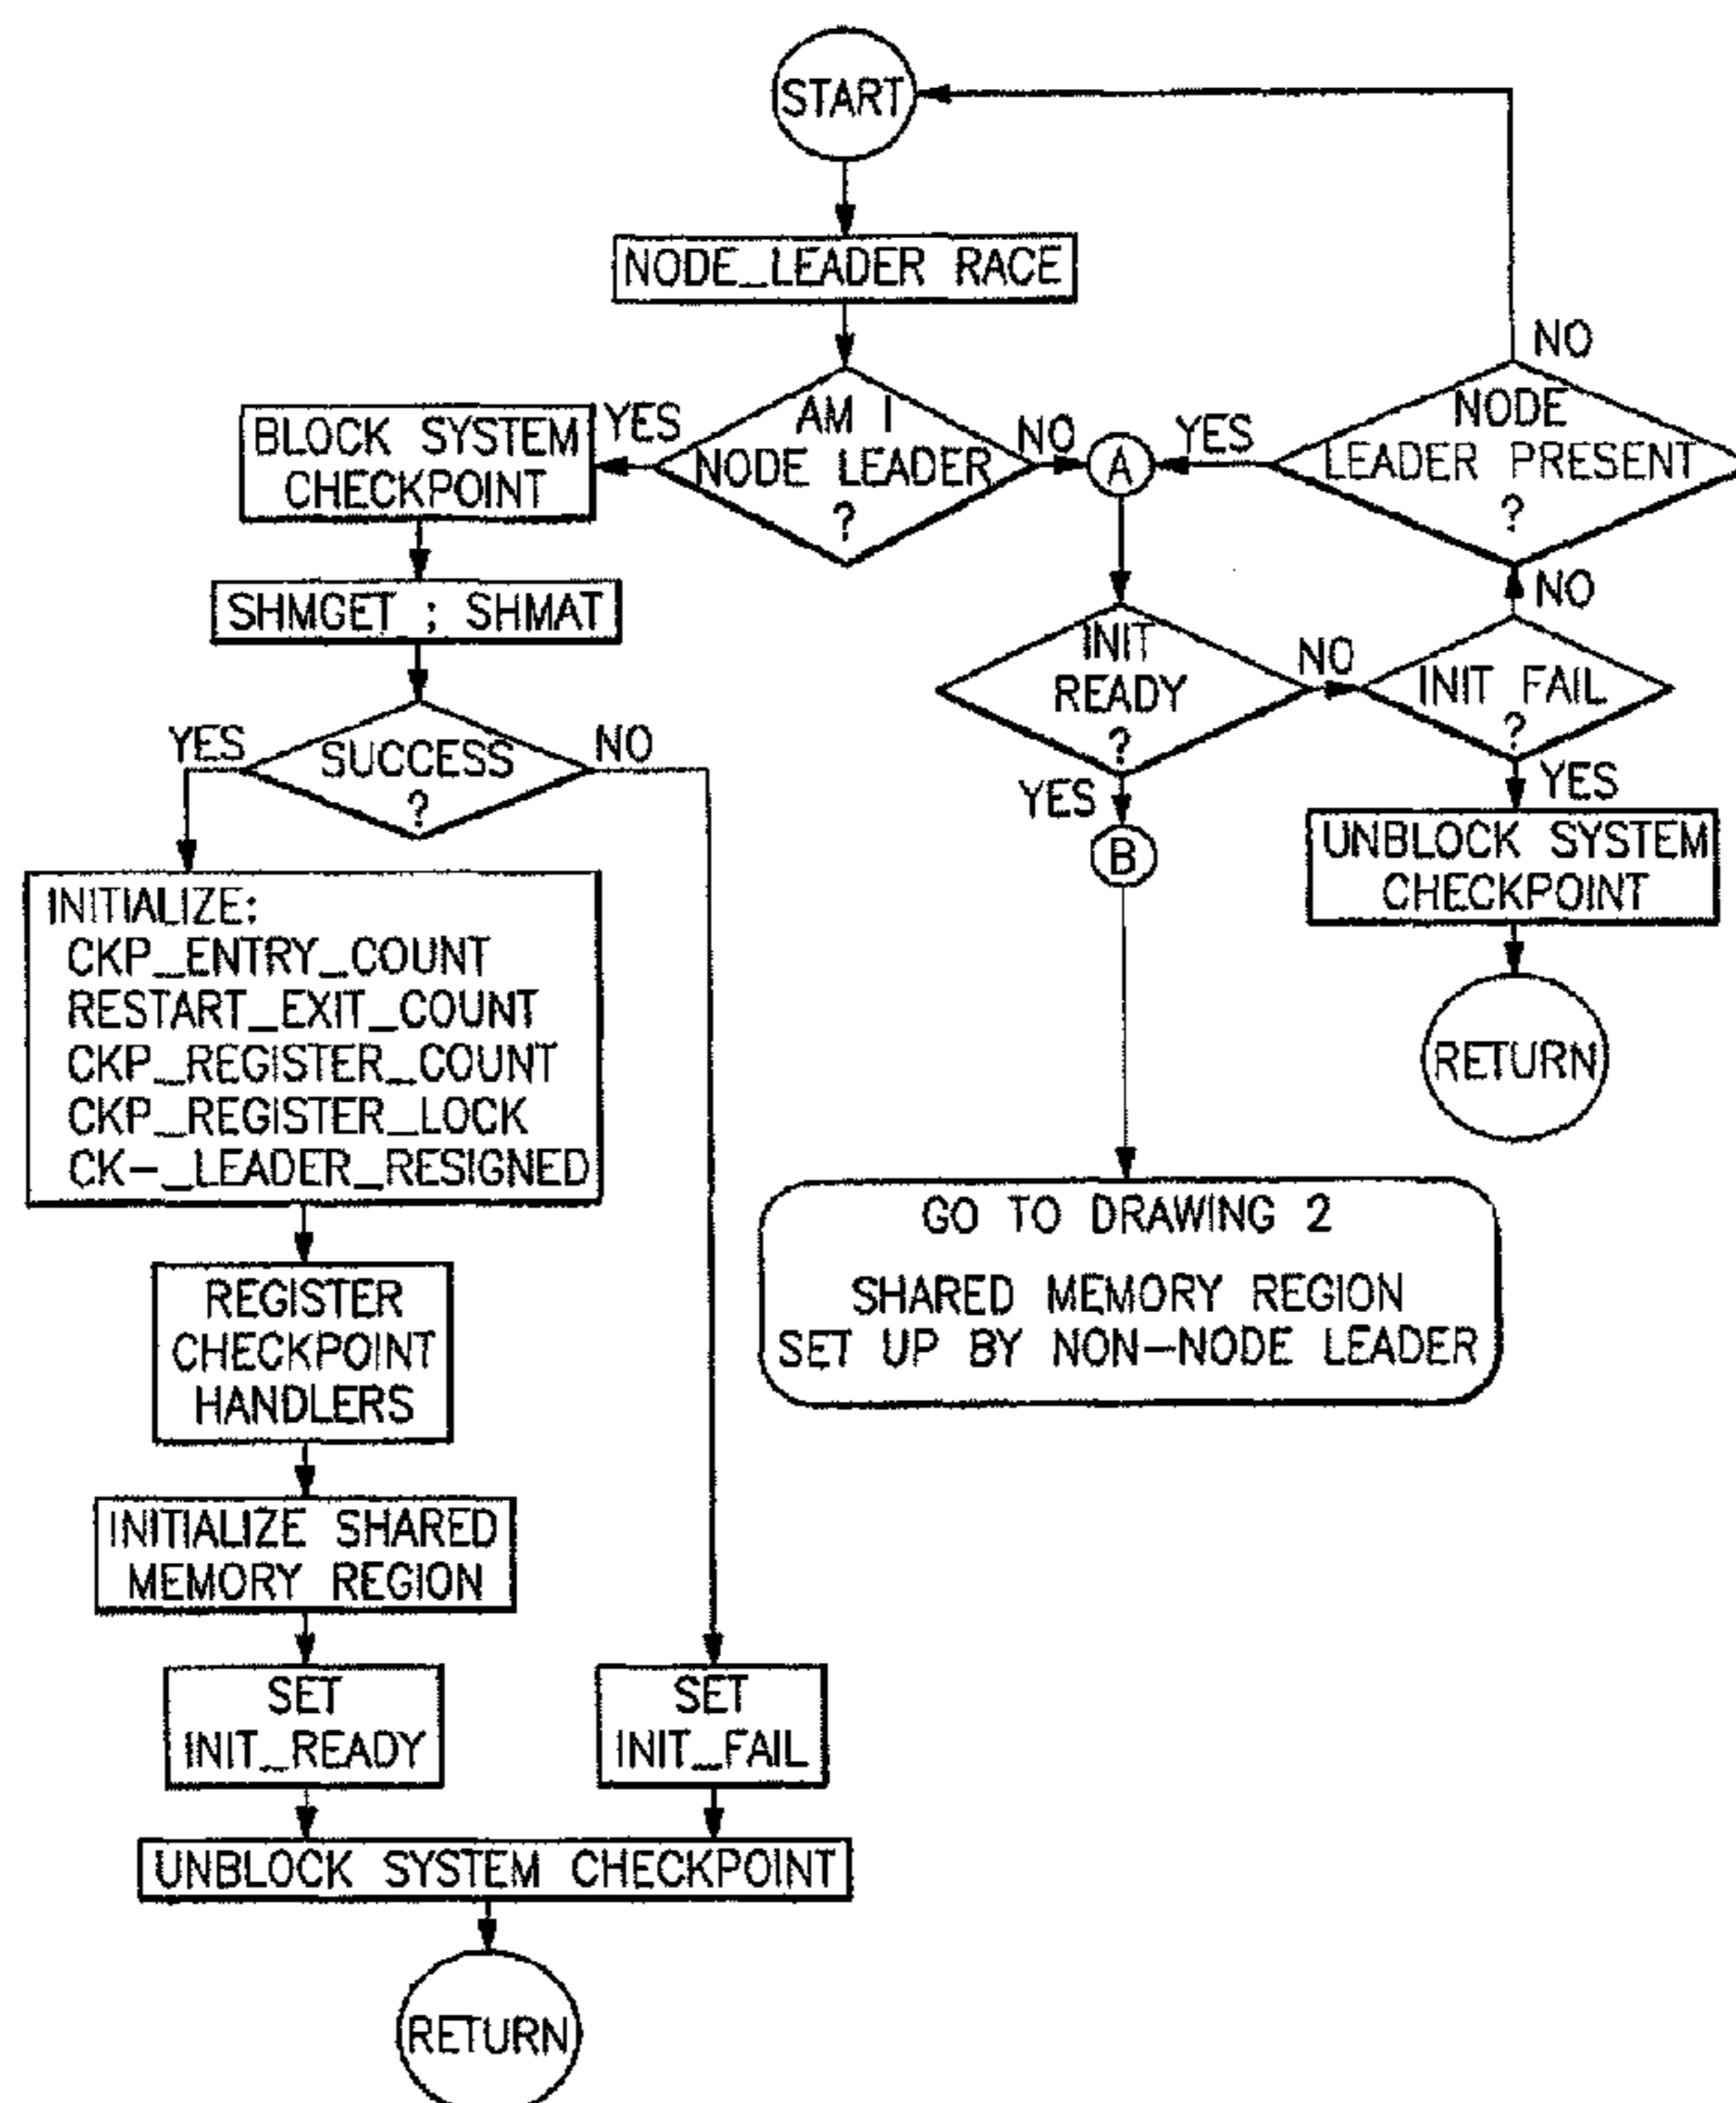 START
NODE_LEADER RACE
AM I
NODE LEADER
?
YES
NO
BLOCK SYSTEM
CHECKPOINT
A
YES
NODE
LEADER PRESENT
?
NO
NO
SHMGET ; SHMAT
INIT
READY
?
NO
YES
INIT FAIL
?
YES
SUCCESS
?
YES
NO
B
UNBLOCK SYSTEM
CHECKPOINT
RETURN
INITIALIZE:
CKP_ENTRY_COUNT
RESTART_EXIT_COUNT
CKP_REGISTER_COUNT
CKP_REGISTER_LOCK
CK-_LEADER_RESIGNED
GO TO DRAWING 2
SHARED MEMORY REGION
SET UP BY NON-NODE LEADER
REGISTER
CHECKPOINT
HANDLERS
INITIALIZE SHARED
MEMORY REGION
SET
INIT_READY
SET
INIT_FAIL
UNBLOCK SYSTEM CHECKPOINT
RETURN